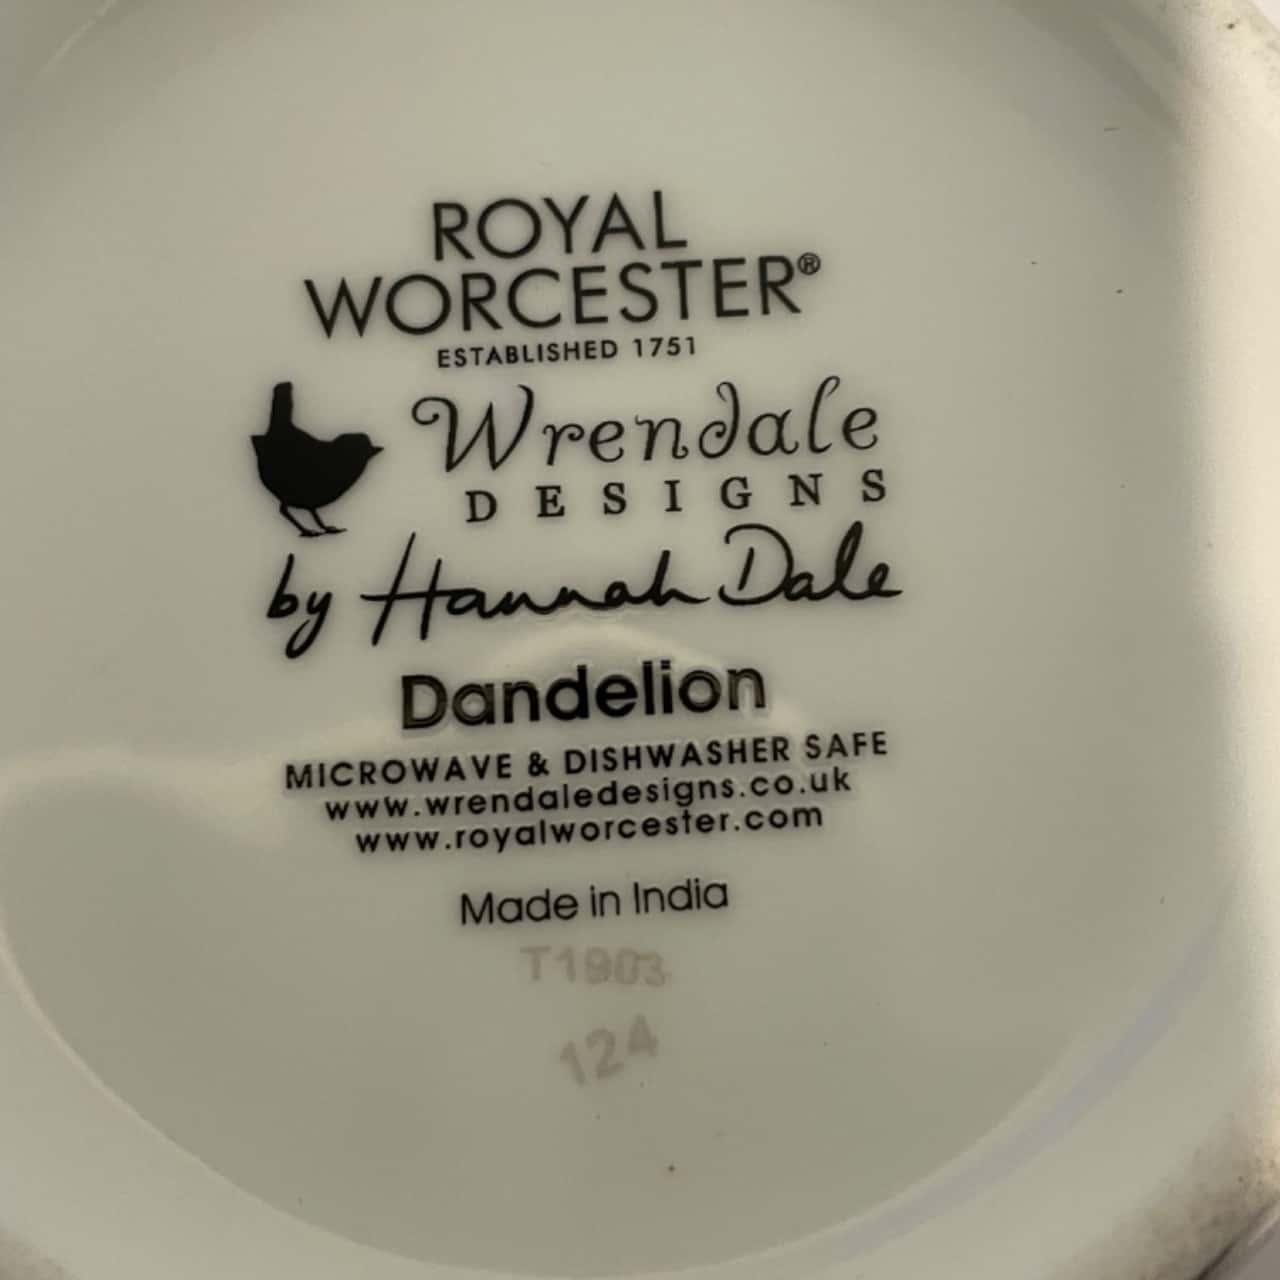 ROYAL
WORCESTER®
ESTABLISHED 1751
Wrendale
DESIGNS
by Hannah Dale
Dandelion
MICROWAVE & DISHWASHER SAFE
www.wrendaledesigns.co.uk
www.royalworcester.com
Made in India
T1903
124